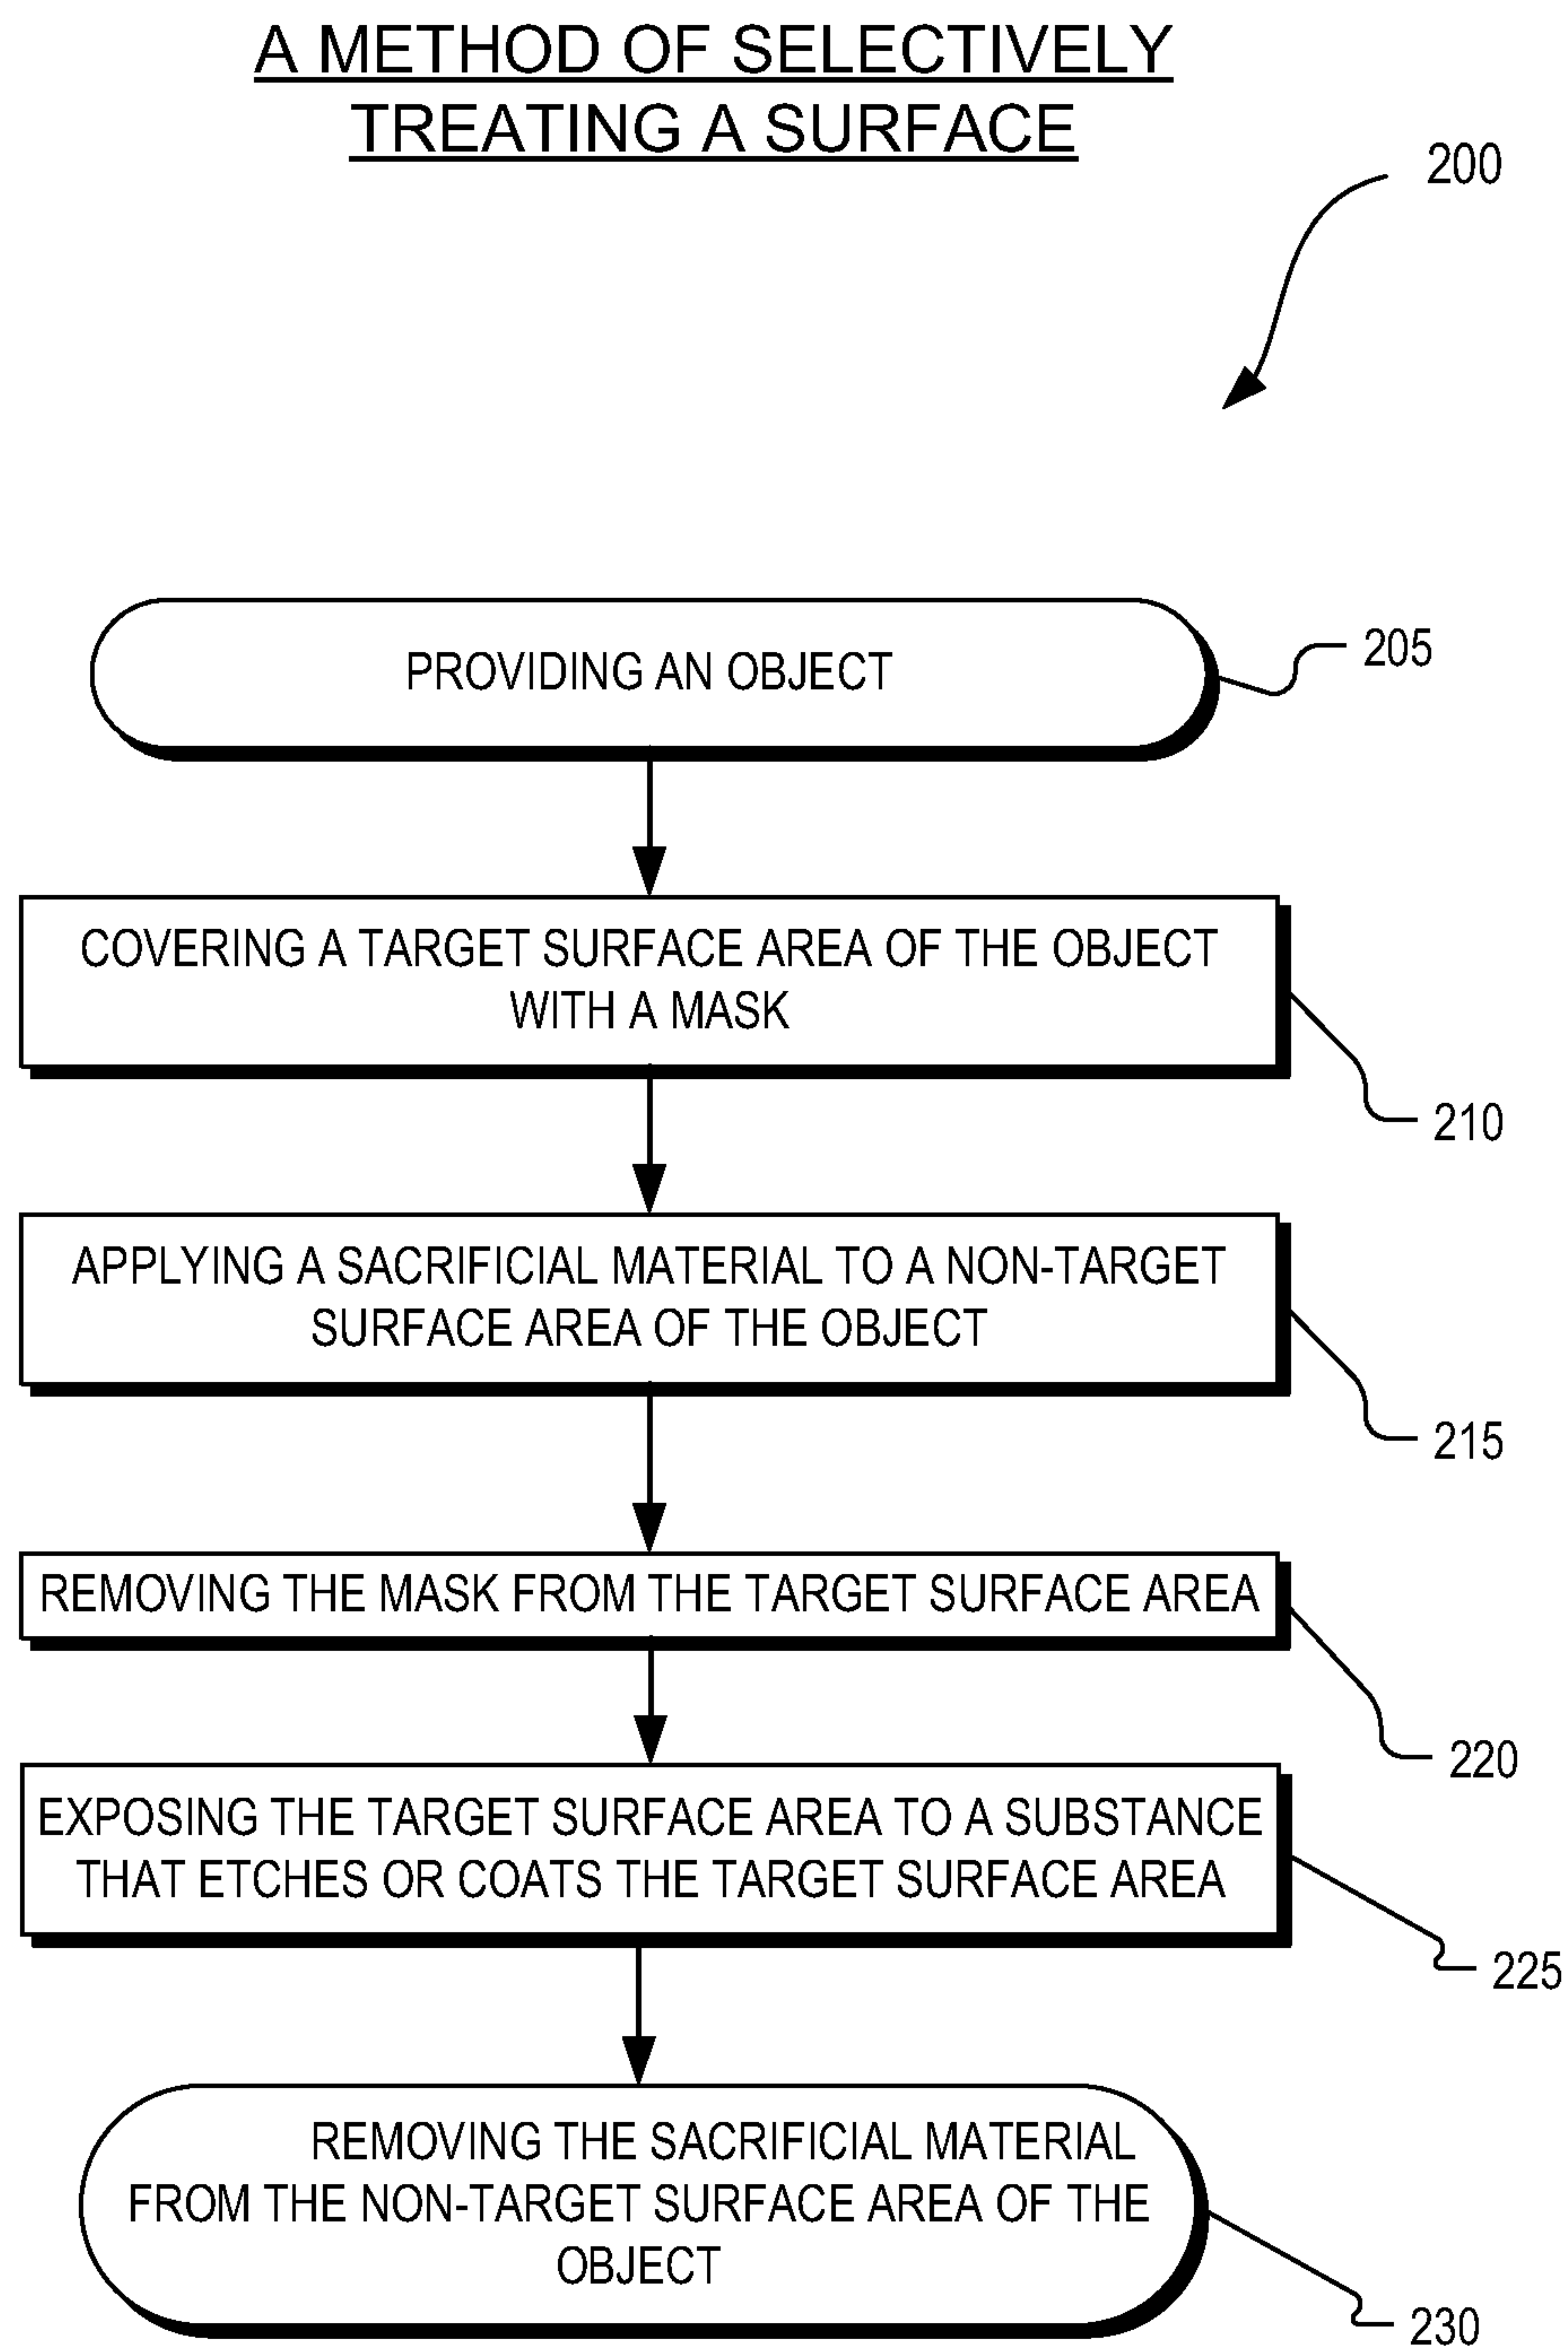 A METHOD OF SELECTIVELY
TREATING A SURFACE
200
PROVIDING AN OBJECT
205
COVERING A TARGET SURFACE AREA OF THE OBJECT
WITH A MASK
210
APPLYING A SACRIFICIAL MATERIAL TO A NON-TARGET
SURFACE AREA OF THE OBJECT
215
REMOVING THE MASK FROM THE TARGET SURFACE AREA
220
EXPOSING THE TARGET SURFACE AREA TO A SUBSTANCE
THAT ETCHES OR COATS THE TARGET SURFACE AREA
225
REMOVING THE SACRIFICIAL MATERIAL
FROM THE NON-TARGET SURFACE AREA OF THE
OBJECT
230